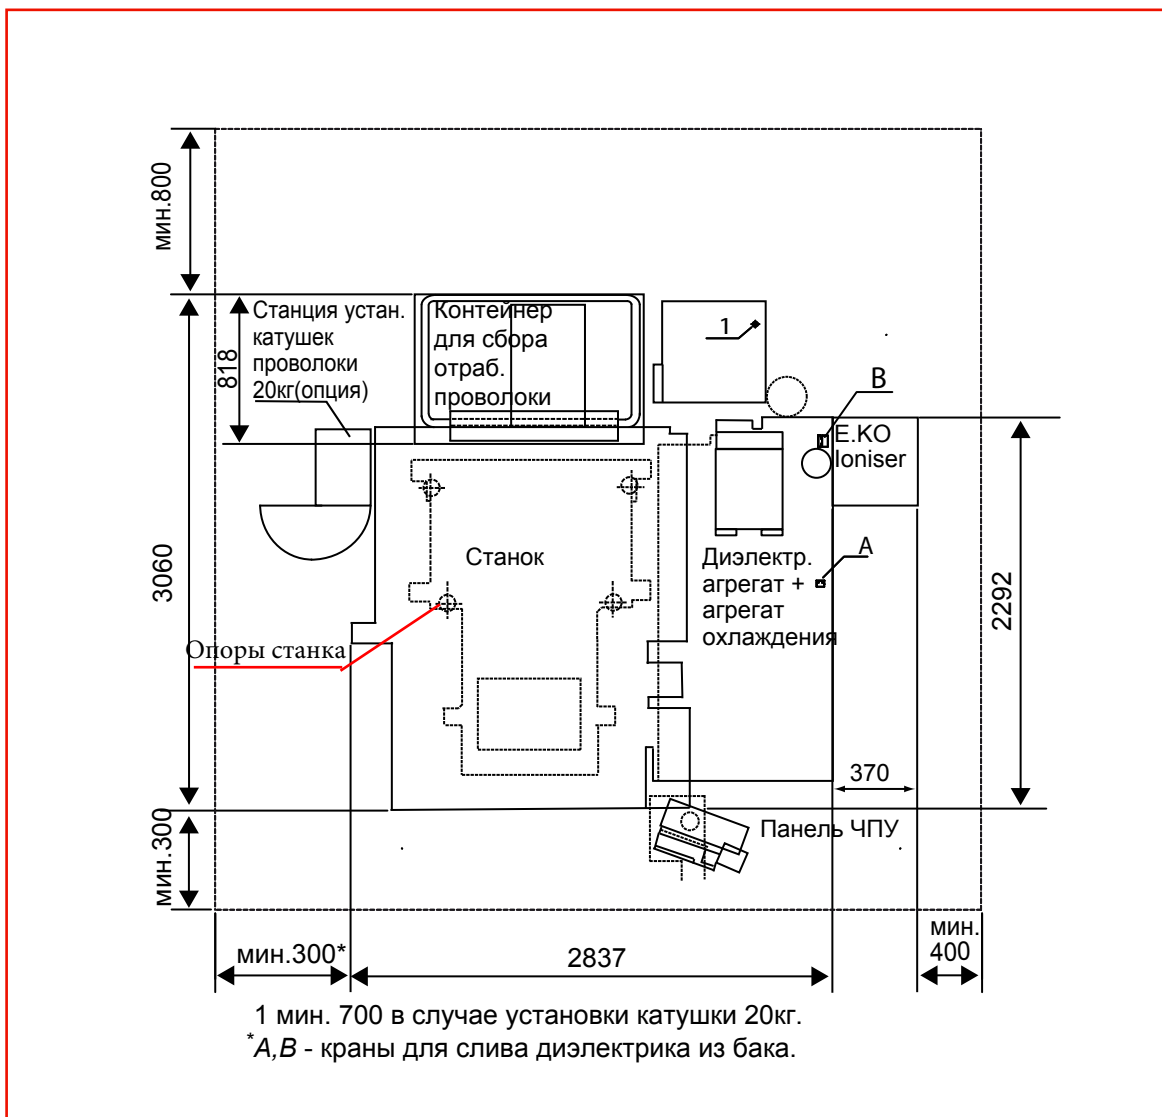 мин.800
818
Станция устан.
катушек
проволоки
20кг(опция)
Контейнер
для сбора
отраб.
проволоки
1
B
E.KO
Ioniser
3060
Станок
Диэлектр.
агрегат +
агрегат
охлаждения
A
2292
Опоры станка
370
мин.300
Панель ЧПУ
мин.300*
2837
мин.
400
1 мин. 700 в случае установки катушки 20кг.
*A,B - краны для слива диэлектрика из бака.